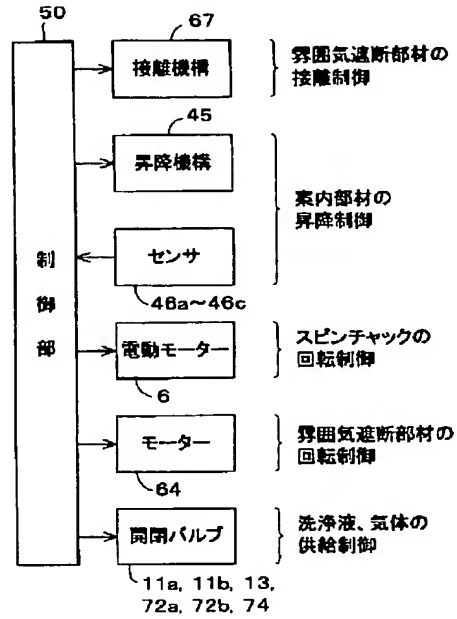 50
67
接離機構
雰囲気遮断部材の
接離制御
45
昇降機構
案内部材の
昇降制御
制
御
部
センサ
46a〜46c
電動モーター
6
スピンチャックの
回転制御
モーター
64
雰囲気遮断部材の
回転制御
開閉バルブ
11a, 11b, 13,
72a, 72b, 74
洗浄液、気体の
供給制御